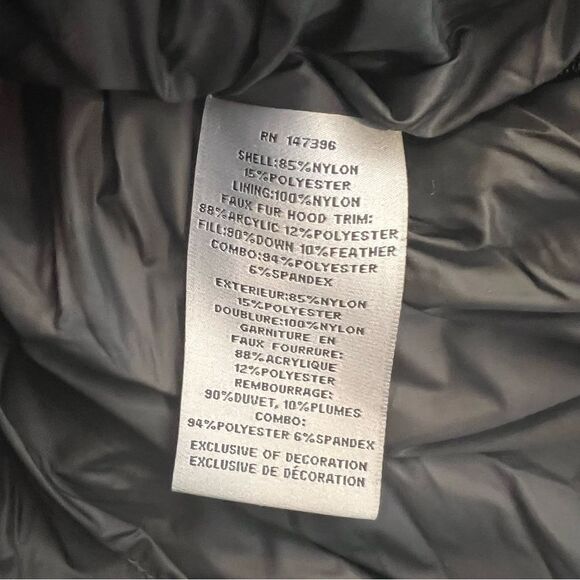 RN 147396
SHELL:85%NYLON
15%POLYESTER
LINING:100%NYLON
FAUX FUR HOOD TRIM:
88%ARCYLIC 12%POLYESTER
FILL:90%DOWN 10%FEATHER
COMBO:94%POLYESTER
6%SPANDEX
EXTERIEUR:85%NYLON
15%POLYESTER
DOUBLURE:100%NYLON
GARNITURE EN
FAUX FOURRURE:
88%ACRYLIQUE
12%POLYESTER
REMBOURRAGE:
90%DUVET, 10%PLUMES
COMBO:
94%POLYESTER 6%SPANDEX
EXCLUSIVE OF DECORATION
EXCLUSIVE DE DÉCORATION